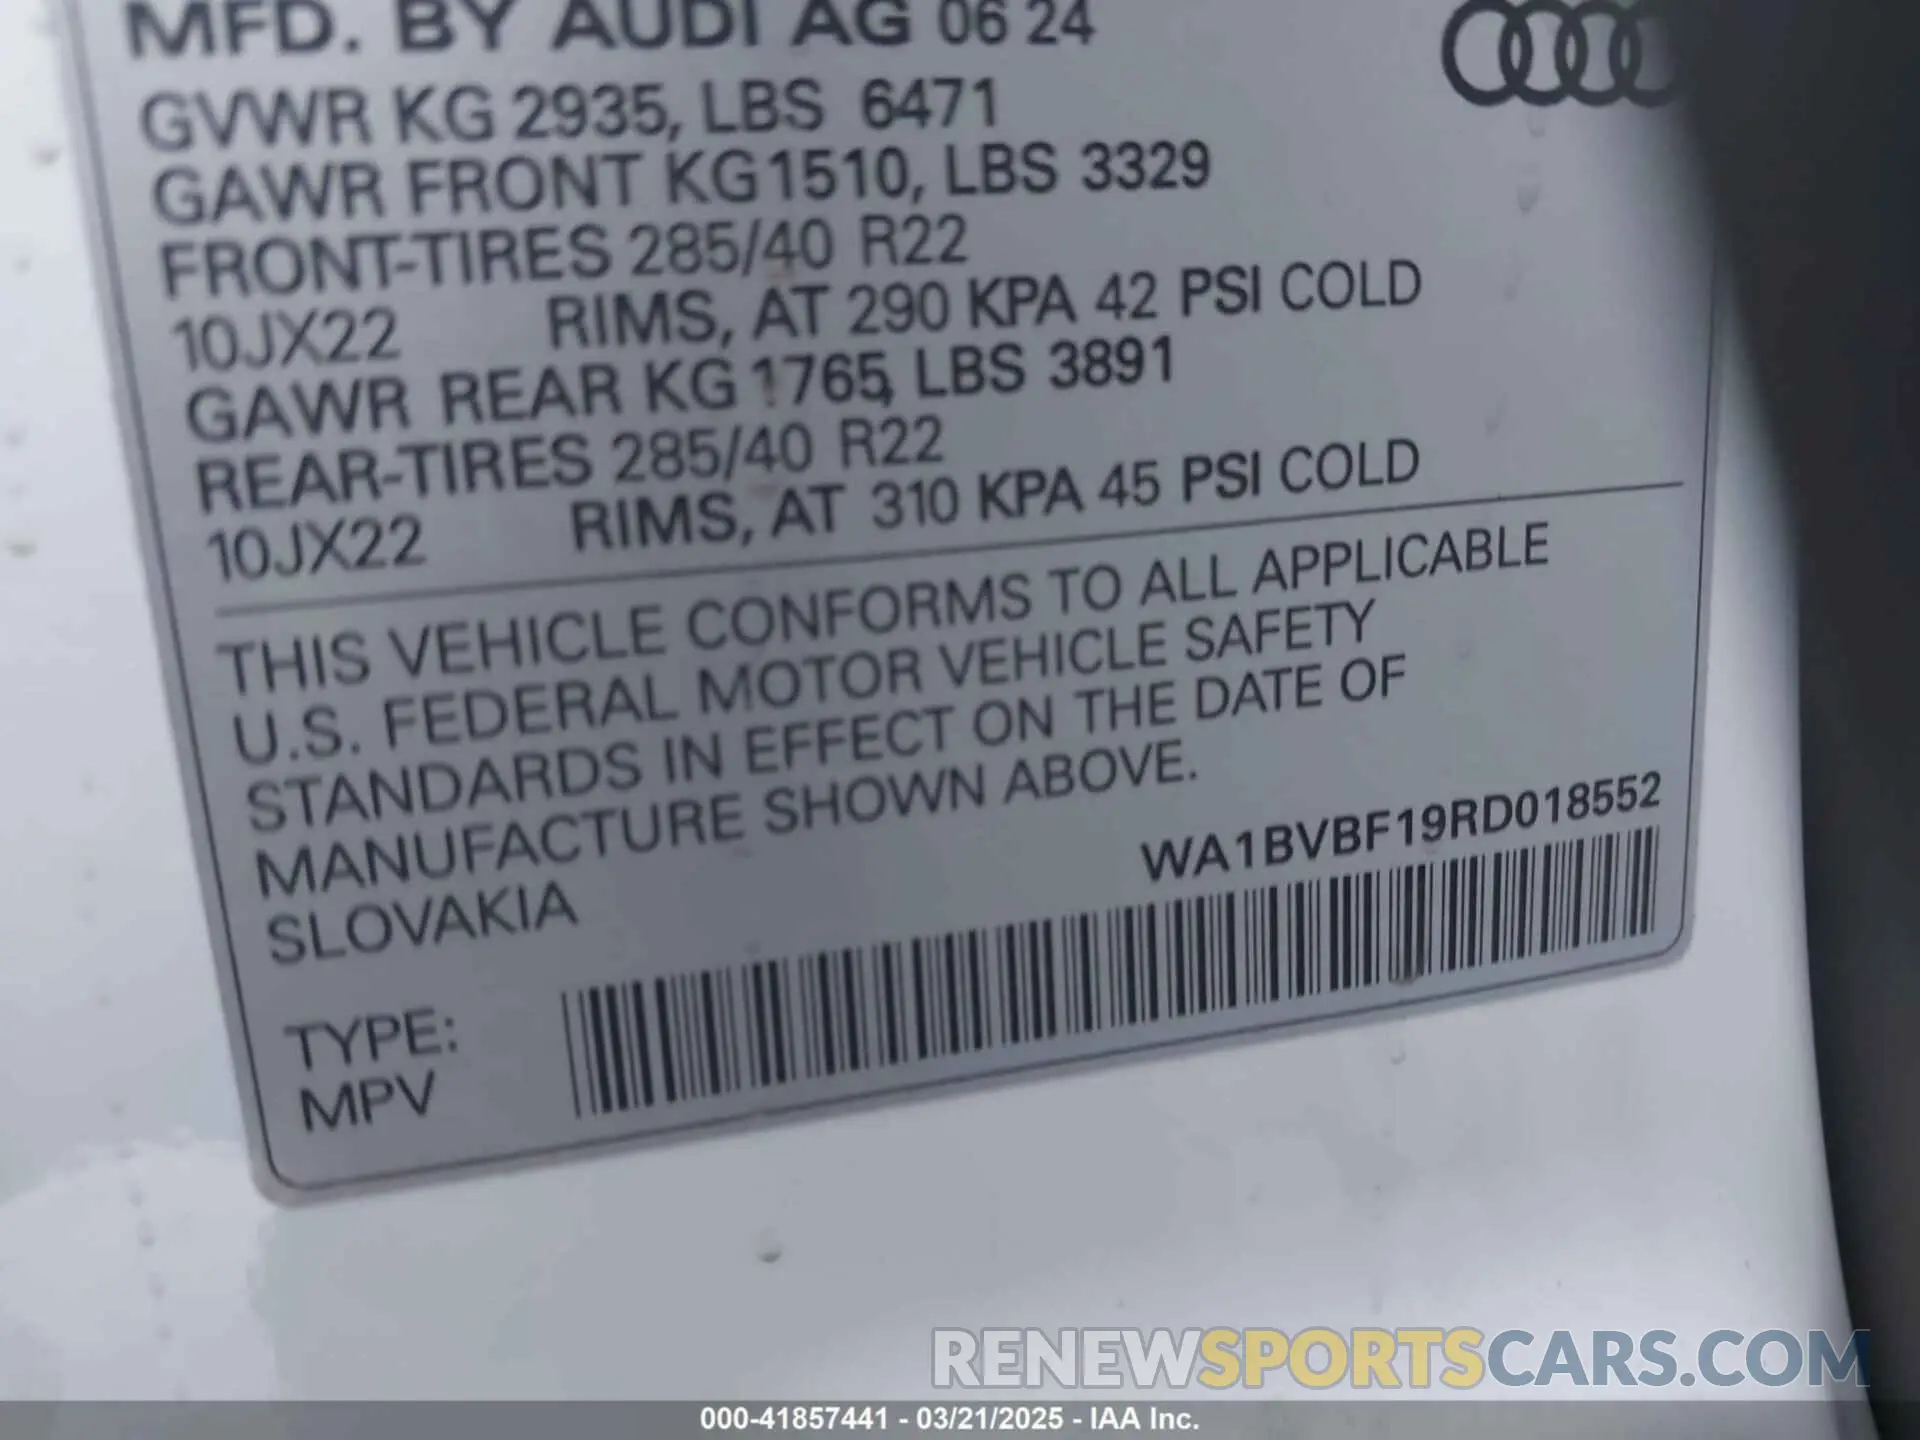 MFD. BY AUDI AG 06 24
GVWR KG 2935, LBS 6471
GAWR FRONT KG 1510, LBS 3329
FRONT-TIRES 285/40 R22
10JX22 RIMS, AT 290 KPA 42 PSI COLD
GAWR REAR KG 1765, LBS 3891
REAR-TIRES 285/40 R22
10JX22 RIMS, AT 310 KPA 45 PSI COLD
THIS VEHICLE CONFORMS TO ALL APPLICABLE
U.S. FEDERAL MOTOR VEHICLE SAFETY
STANDARDS IN EFFECT ON THE DATE OF
MANUFACTURE SHOWN ABOVE.
SLOVAKIA
WA1BVBF19RD018552
TYPE:
MPV
RENEWSPORTSCARS.COM
000-41857441 - 03/21/2025 - IAA Inc.